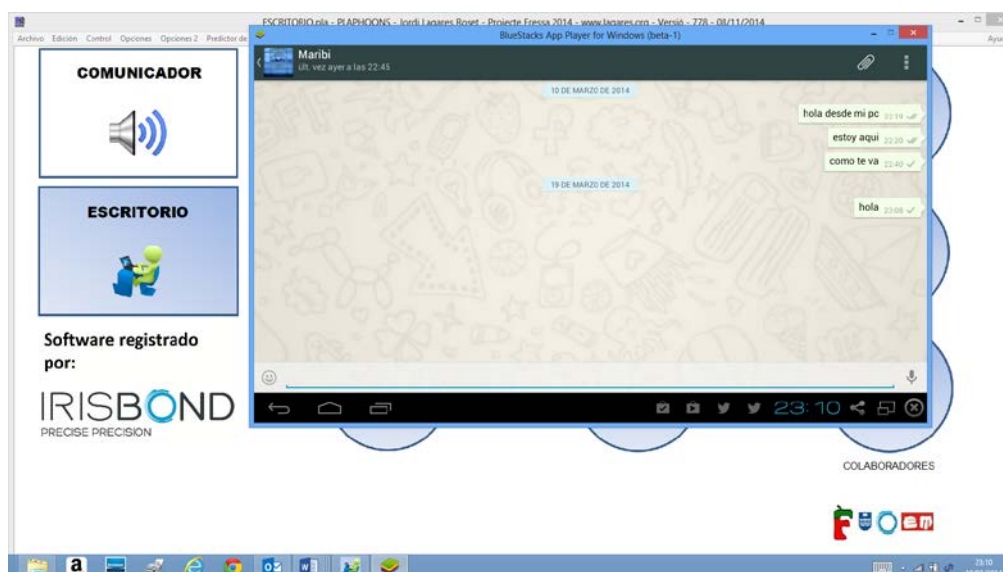 ESCRITORIO.pla - PLAPHOONS - Jordi Lagares Roset - Projecte Fressa 2014 - www.lagares.org - Versió - 778 - 08/11/2014
Archivo Edición Control Opciones Opciones 2 Predictor de
BlueStacks App Player for Windows (beta-1)
Maribi
últ. vez ayer a las 22:45
10 DE MARZO DE 2014
hola desde mi pc 22:19
estoy aqui 22:20
como te va 22:40
19 DE MARZO DE 2014
hola 23:08
23:10
COMUNICADOR
ESCRITORIO
Software registrado
por:
IRISBOND
PRECISE PRECISION
COLABORADORES
23:10